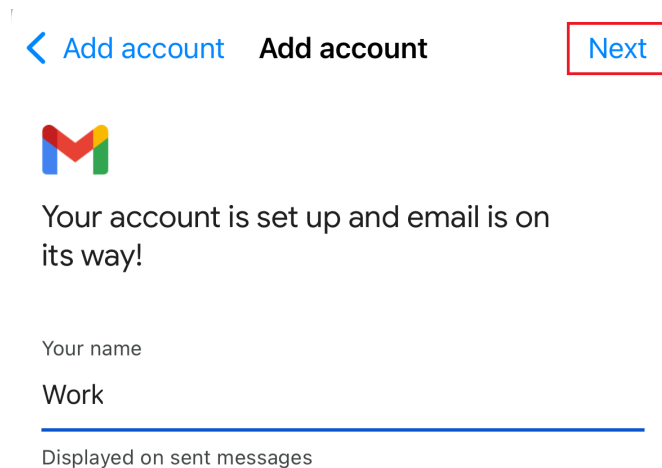 Add account Add account Next
Your account is set up and email is on
its way!
Your name
Work
Displayed on sent messages